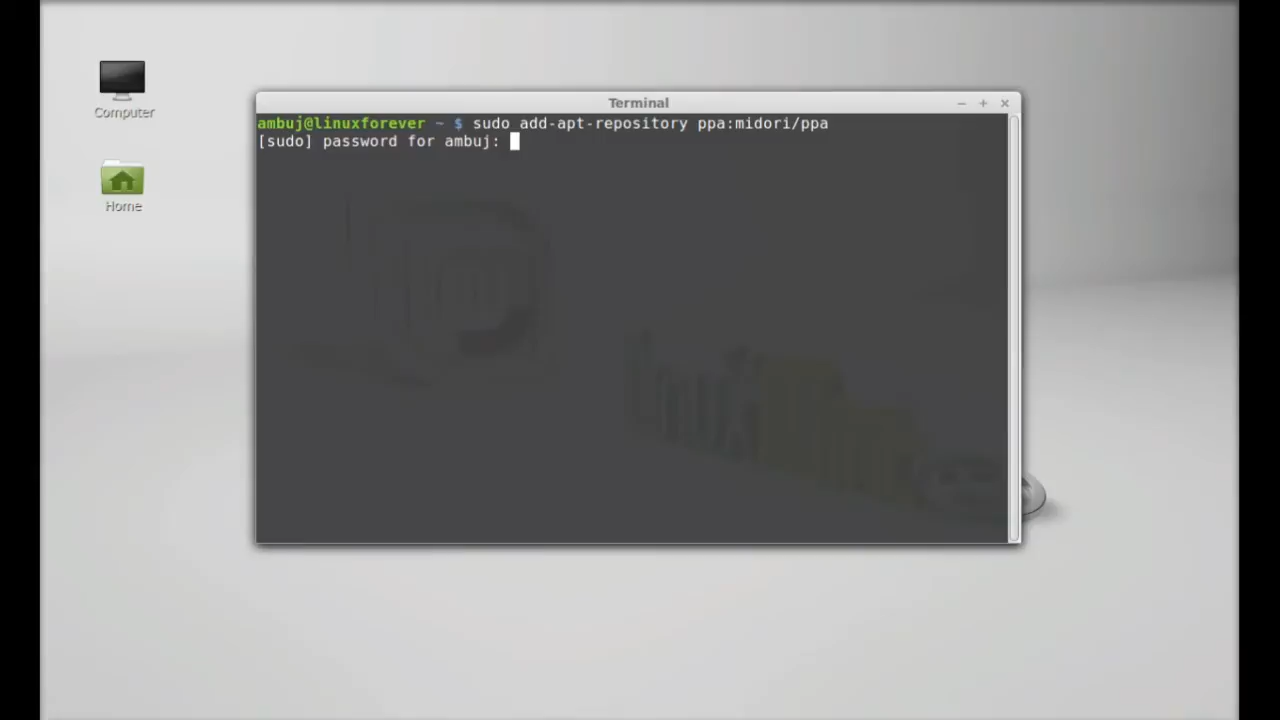 Computer
Home
Terminal
ambuj@linuxforever ~ $ sudo add-apt-repository ppa:midori/ppa
[sudo] password for ambuj: